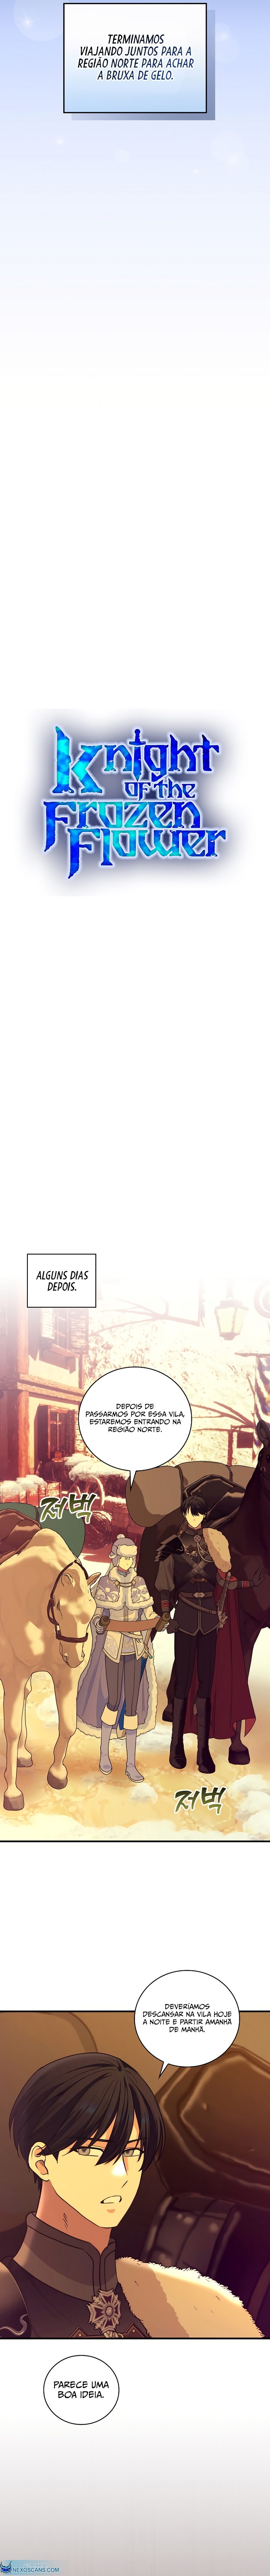 TERMINAMOS
VIAJANDO JUNTOS PARA A
REGIÃO NORTE PARA ACHAR
A BRUXA DE GELO.
Knight
OF the
Frozen
Flower
ALGUNS DIAS
DEPOIS.
DEPOIS DE
PASSARMOS POR ESSA VILA,
ESTAREMOS ENTRANDO NA
REGIÃO NORTE.
저벅
저벅
DEVERÍAMOS
DESCANSAR NA VILA HOJE
A NOITE E PARTIR AMANHÃ
DE MANHÃ.
PARECE UMA
BOA IDEIA.
NEXOSCANS.COM